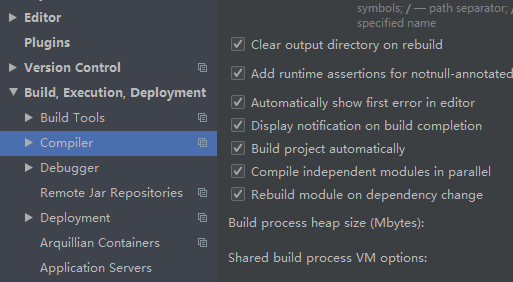 Editor
Plugins
Version Control
Build, Execution, Deployment
Build Tools
Compiler
Debugger
Remote Jar Repositories
Deployment
Arquillian Containers
Application Servers
symbols; / — path separator; /
specified name
Clear output directory on rebuild
Add runtime assertions for notnull-annotated
Automatically show first error in editor
Display notification on build completion
Build project automatically
Compile independent modules in parallel
Rebuild module on dependency change
Build process heap size (Mbytes):
Shared build process VM options: